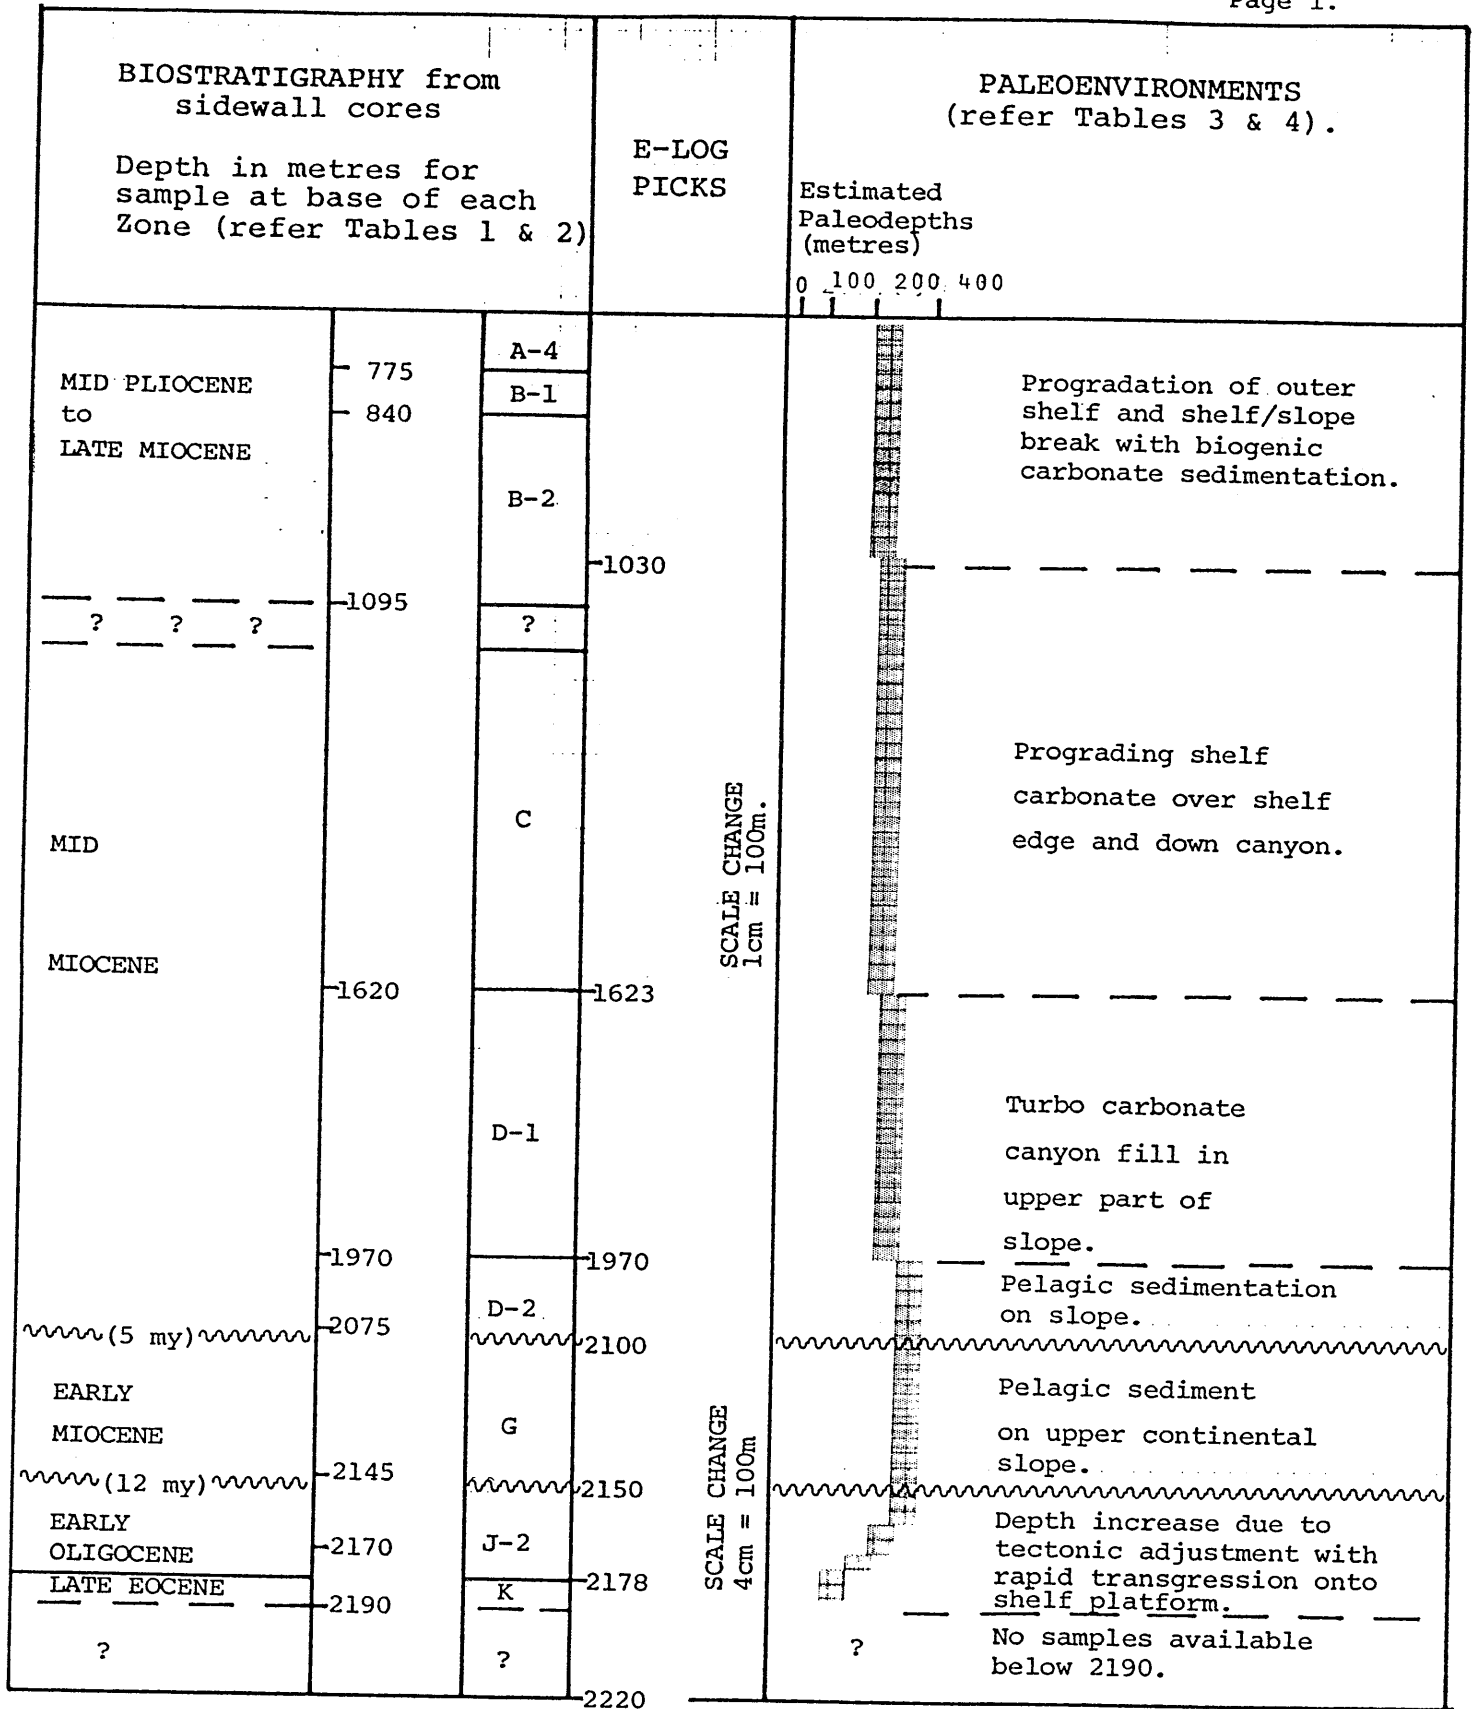 Page 1.
BIOSTRATIGRAPHY from
sidewall cores
Depth in metres for
sample at base of each
Zone (refer Tables 1 & 2)
E-LOG
PICKS
PALEOENVIRONMENTS
(refer Tables 3 & 4).
Estimated
Paleodepths
(metres)
0 100 200 400
MID PLIOCENE
to
LATE MIOCENE
775
840
A-4
B-1
B-2
1030
Progradation of outer
shelf and shelf/slope
break with biogenic
carbonate sedimentation.
1095
? ? ?
?
MID
MIOCENE
C
SCALE CHANGE
1cm = 100m.
Prograding shelf
carbonate over shelf
edge and down canyon.
1620
1623
D-1
Turbo carbonate
canyon fill in
upper part of
slope.
1970
1970
D-2
Pelagic sedimentation
on slope.
(5 my)
2075
2100
EARLY
MIOCENE
G
SCALE CHANGE
4cm = 100m
Pelagic sediment
on upper continental
slope.
(12 my)
2145
2150
EARLY
OLIGOCENE
2170
J-2
Depth increase due to
tectonic adjustment with
rapid transgression onto
shelf platform.
2178
LATE EOCENE
K
2190
?
?
?
No samples available
below 2190.
2220